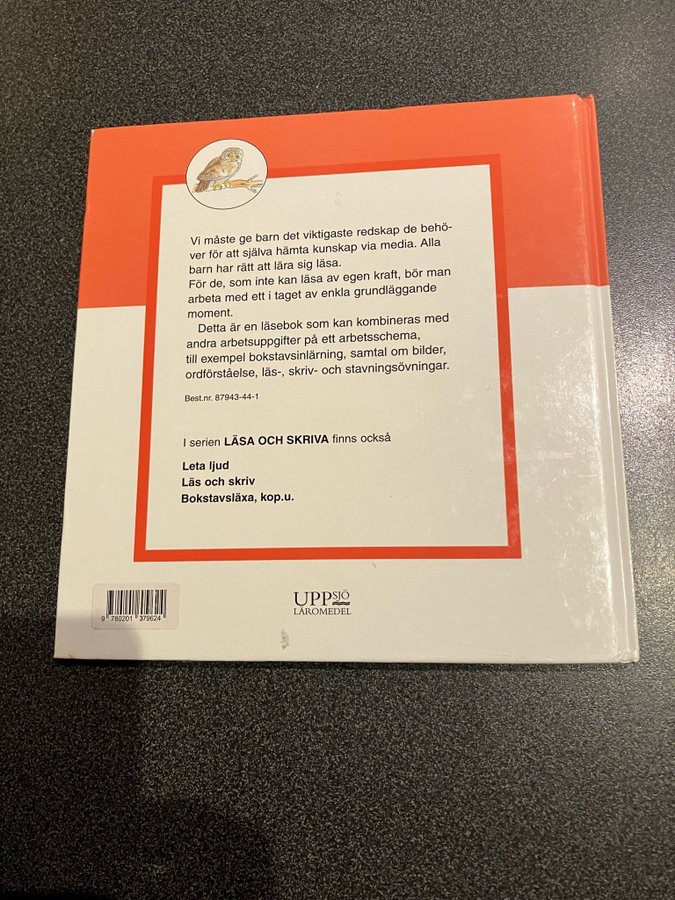 Vi måste ge barn det viktigaste redskap de behö-
ver för att själva hämta kunskap via media. Alla
barn har rätt att lära sig läsa.
För de, som inte kan läsa av egen kraft, bör man
arbeta med ett i taget av enkla grundläggande
moment.
Detta är en läsebok som kan kombineras med
andra arbetsuppgifter på ett arbetsschema,
till exempel bokstavsinlärning, samtal om bilder,
ordförståelse, läs-, skriv- och stavningsövningar.
Best.nr. 87943-44-1
I serien LÄSA OCH SKRIVA finns också
Leta ljud
Läs och skriv
Bokstavsläxa, kop.u.
9 780201 379624
UPPSJÖ
LÄROMEDEL